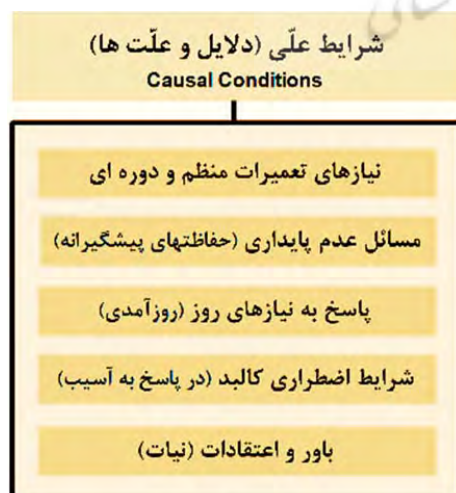 شرایط علّی (دلایل و علّت ها)
Causal Conditions
نیازهای تعمیرات منظم و دوره ای
مسائل عدم پایداری (حفاظتهای پیشگیرانه)
پاسخ به نیازهای روز (روزآمدی)
شرایط اضطراری کالبد (در پاسخ به آسیب)
باور و اعتقادات (نیات)